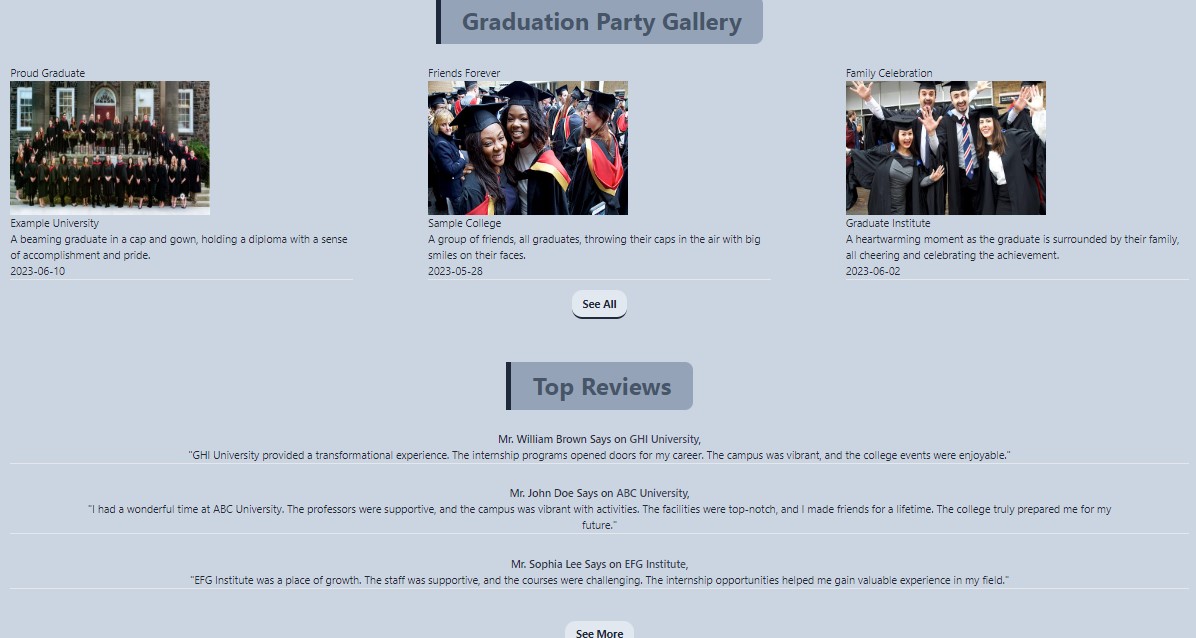 Graduation Party Gallery
Proud Graduate
Friends Forever
Family Celebration
Example University
A beaming graduate in a cap and gown, holding a diploma with a sense
of accomplishment and pride.
2023-06-10
Sample College
A group of friends, all graduates, throwing their caps in the air with big
smiles on their faces.
2023-05-28
Graduate Institute
A heartwarming moment as the graduate is surrounded by their family,
all cheering and celebrating the achievement.
2023-06-02
See All
Top Reviews
Mr. William Brown Says on GHI University,
"GHI University provided a transformational experience. The internship programs opened doors for my career. The campus was vibrant, and the college events were enjoyable."
Mr. John Doe Says on ABC University,
"I had a wonderful time at ABC University. The professors were supportive, and the campus was vibrant with activities. The facilities were top-notch, and I made friends for a lifetime. The college truly prepared me for my
future."
Mr. Sophia Lee Says on EFG Institute,
"EFG Institute was a place of growth. The staff was supportive, and the courses were challenging. The internship opportunities helped me gain valuable experience in my field."
See More